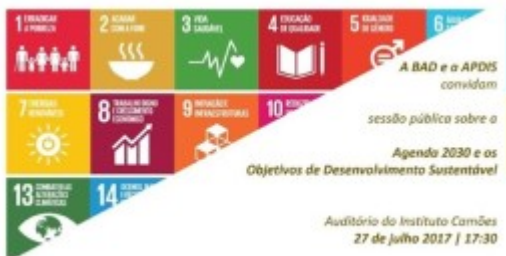 1 ERRADICAR
A POBREZA
2 ACABAR
COM A FOME
3 VIDA
SAUDÁVEL
4 EDUCAÇÃO
DE QUALIDADE
5 IGUALDADE
DE GÉNERO
6
7 ENERGIAS
RENOVÁVEIS
8 TRABALHO DIGNO
E CRESCIMENTO
ECONÓMICO
9 INOVAÇÃO E
INFRAESTRUTURAS
10
13 COMBATER AS
ALTERAÇÕES
CLIMÁTICAS
14
A BAD e a APDIS
convidam
sessão pública sobre a
Agenda 2030 e os
Objetivos de Desenvolvimento Sustentável
Auditório do Instituto Camões
27 de julho 2017 | 17:30